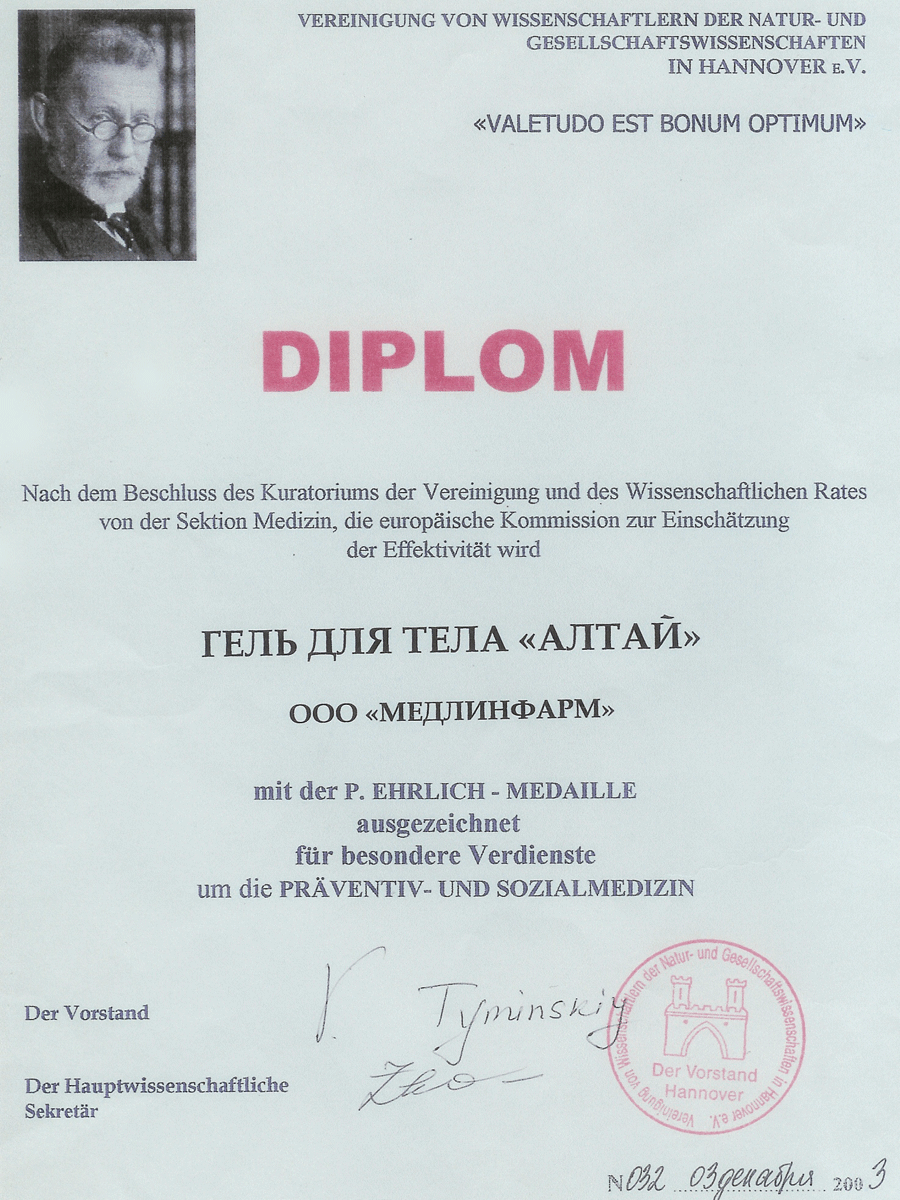 VEREINIGUNG VON WISSENSCHAFTLERN DER NATUR- UND
GESELLSCHAFTSWISSENSCHAFTEN
IN HANNOVER e.V.
«VALETUDO EST BONUM OPTIMUM»
DIPLOM
Nach dem Beschluss des Kuratoriums der Vereinigung und des Wissenschaftlichen Rates
von der Sektion Medizin, die europäische Kommission zur Einschätzung
der Effektivität wird
ГЕЛЬ ДЛЯ ТЕЛА «АЛТАЙ»
ООО «МЕДЛИНФАРМ»
mit der P. EHRLICH - MEDAILLE
ausgezeichnet
für besondere Verdienste
um die PRÄVENTIV- UND SOZIALMEDIZIN
Der Vorstand
V. Tyminskiy
Der Hauptwissenschaftliche
Sekretär
Vereinigung von Wissenschaftlern der Natur- und Gesellschaftswissenschaften in Hannover e.V.
Der Vorstand
Hannover
N032 03 декабря 2003